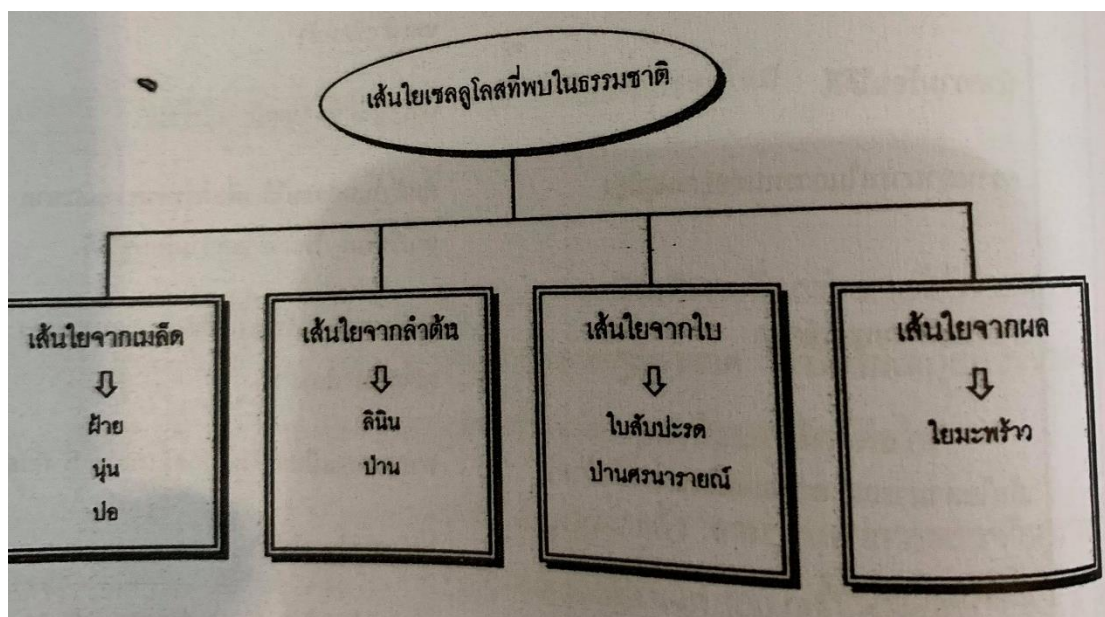 เส้นใยเซลลูโลสที่พบในธรรมชาติ
เส้นใยจากเมล็ด
ฝ้าย
นุ่น
ปอ
เส้นใยจากลำต้น
ลินิน
ป่าน
เส้นใยจากใบ
ใบสับปะรด
ป่านศรนารายณ์
เส้นใยจากผล
ใยมะพร้าว